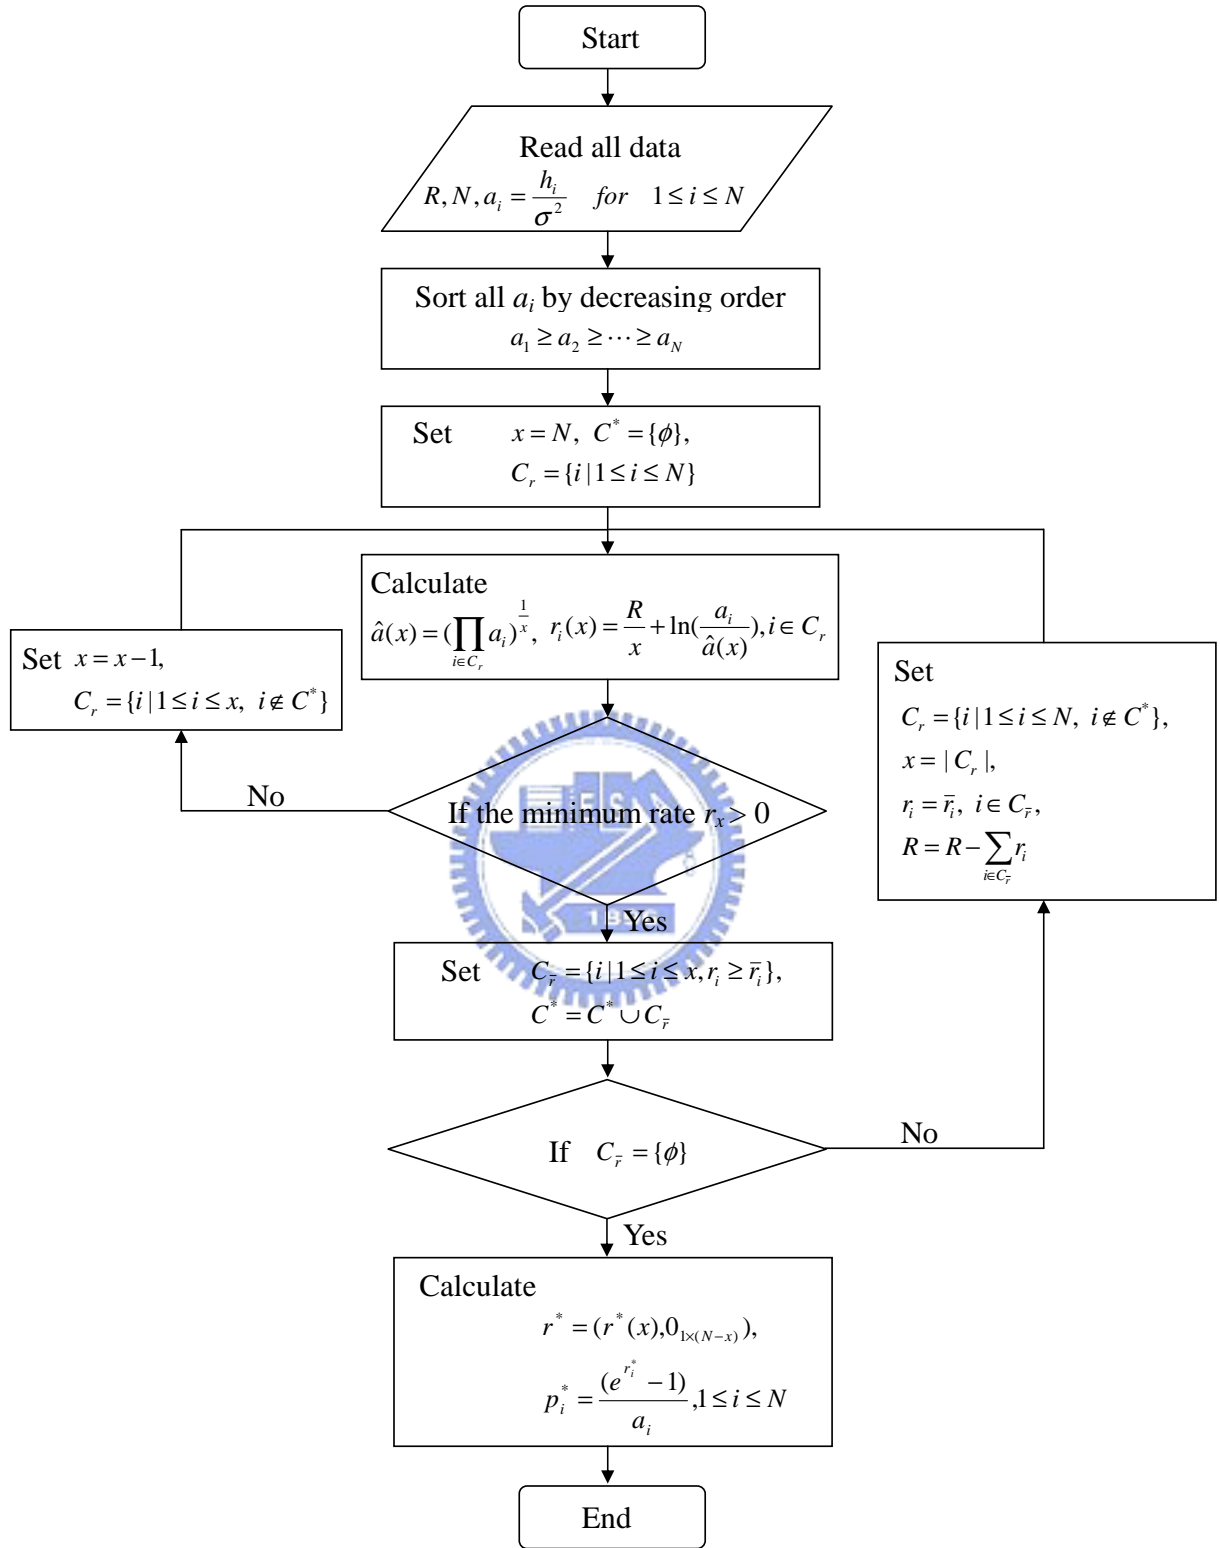 Start
Read all data
R, N, a_i = h_i / σ^2 for 1 ≤ i ≤ N
Sort all a_i by decreasing order
a_1 ≥ a_2 ≥ ⋯ ≥ a_N
Set x = N, C^* = {ϕ},
C_r = {i | 1 ≤ i ≤ N}
Calculate
â(x) = (∏_{i∈C_r} a_i)^{1/x}, r_i(x) = R/x + ln(a_i / â(x)), i ∈ C_r
Set x = x − 1,
C_r = {i | 1 ≤ i ≤ x, i ∉ C^*}
No
If the minimum rate r_x > 0
Yes
Set
C_r = {i | 1 ≤ i ≤ N, i ∉ C^*},
x = | C_r |,
r_i = r̄_i, i ∈ C_r̄,
R = R − ∑_{i∈C_r̄} r_i
Set C_r̄ = {i | 1 ≤ i ≤ x, r_i ≥ r̄_i},
C^* = C^* ∪ C_r̄
If C_r̄ = {ϕ}
No
Yes
Calculate
r^* = (r^*(x), 0_{1×(N−x)}),
p_i^* = (e^{r_i^*} − 1) / a_i, 1 ≤ i ≤ N
End